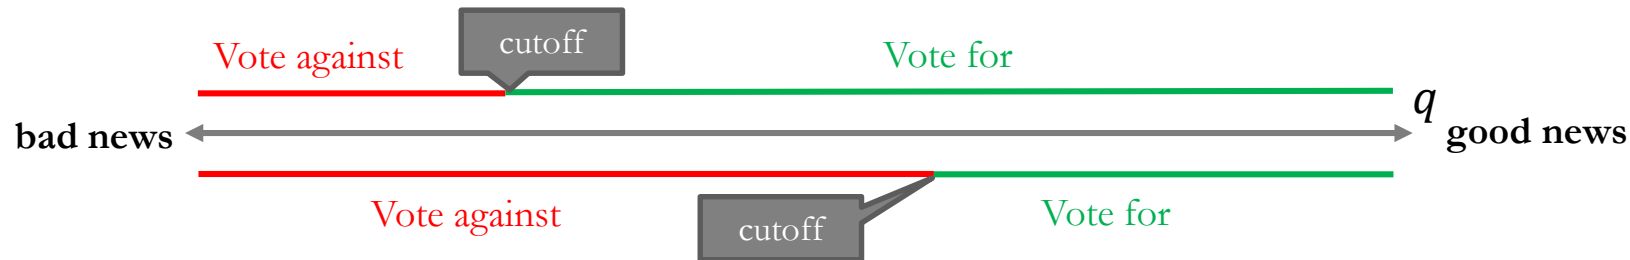 Vote against
cutoff
Vote for
q
bad news
good news
Vote against
cutoff
Vote for